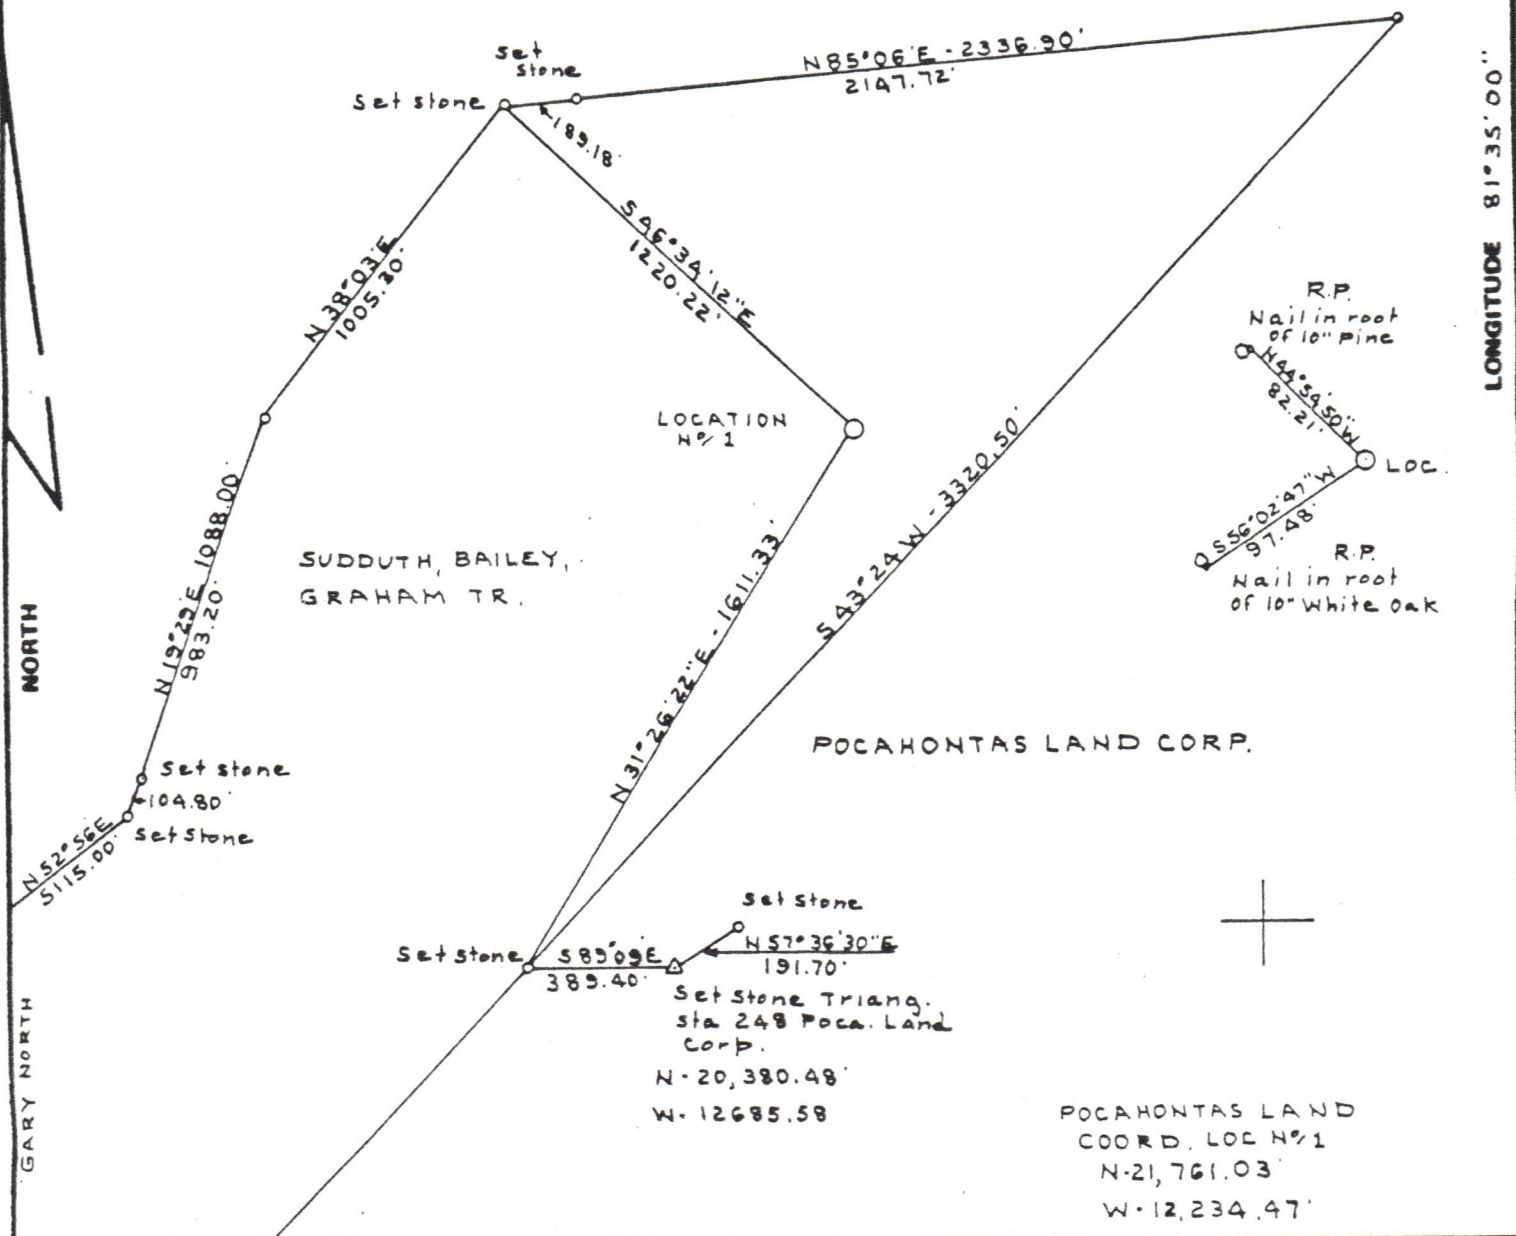 Set
stone
Set stone
N85°06'E - 2336.90'
2147.72'
189.18'
S46°34'12"E
1220.22'
N38°03'E
1005.30'
LONGITUDE 81°35'00"
R.P.
Nail in root
of 10" Pine
N44°54'50"W
82.21'
LOC.
S56°02'47"W
97.48'
R.P.
Nail in root
of 10" White Oak
LOCATION
Nº/1
S43°24'W - 3320.50'
N19°29'E 1088.00'
983.20'
SUDDUTH, BAILEY,
GRAHAM TR.
N31°26'22"E - 1611.33'
NORTH
POCAHONTAS LAND CORP.
Set stone
104.80'
Set Stone
N52°56'E
5115.00'
Set Stone
Set stone
S89°09'E
389.40'
N57°36'30"E
191.70'
Set Stone Triang.
sta 248 Poca. Land
Corp.
N-20,380.48'
W-12685.58
GARY NORTH
POCAHONTAS LAND
COORD. LOC Nº/1
N-21,761.03'
W-12,234.47'